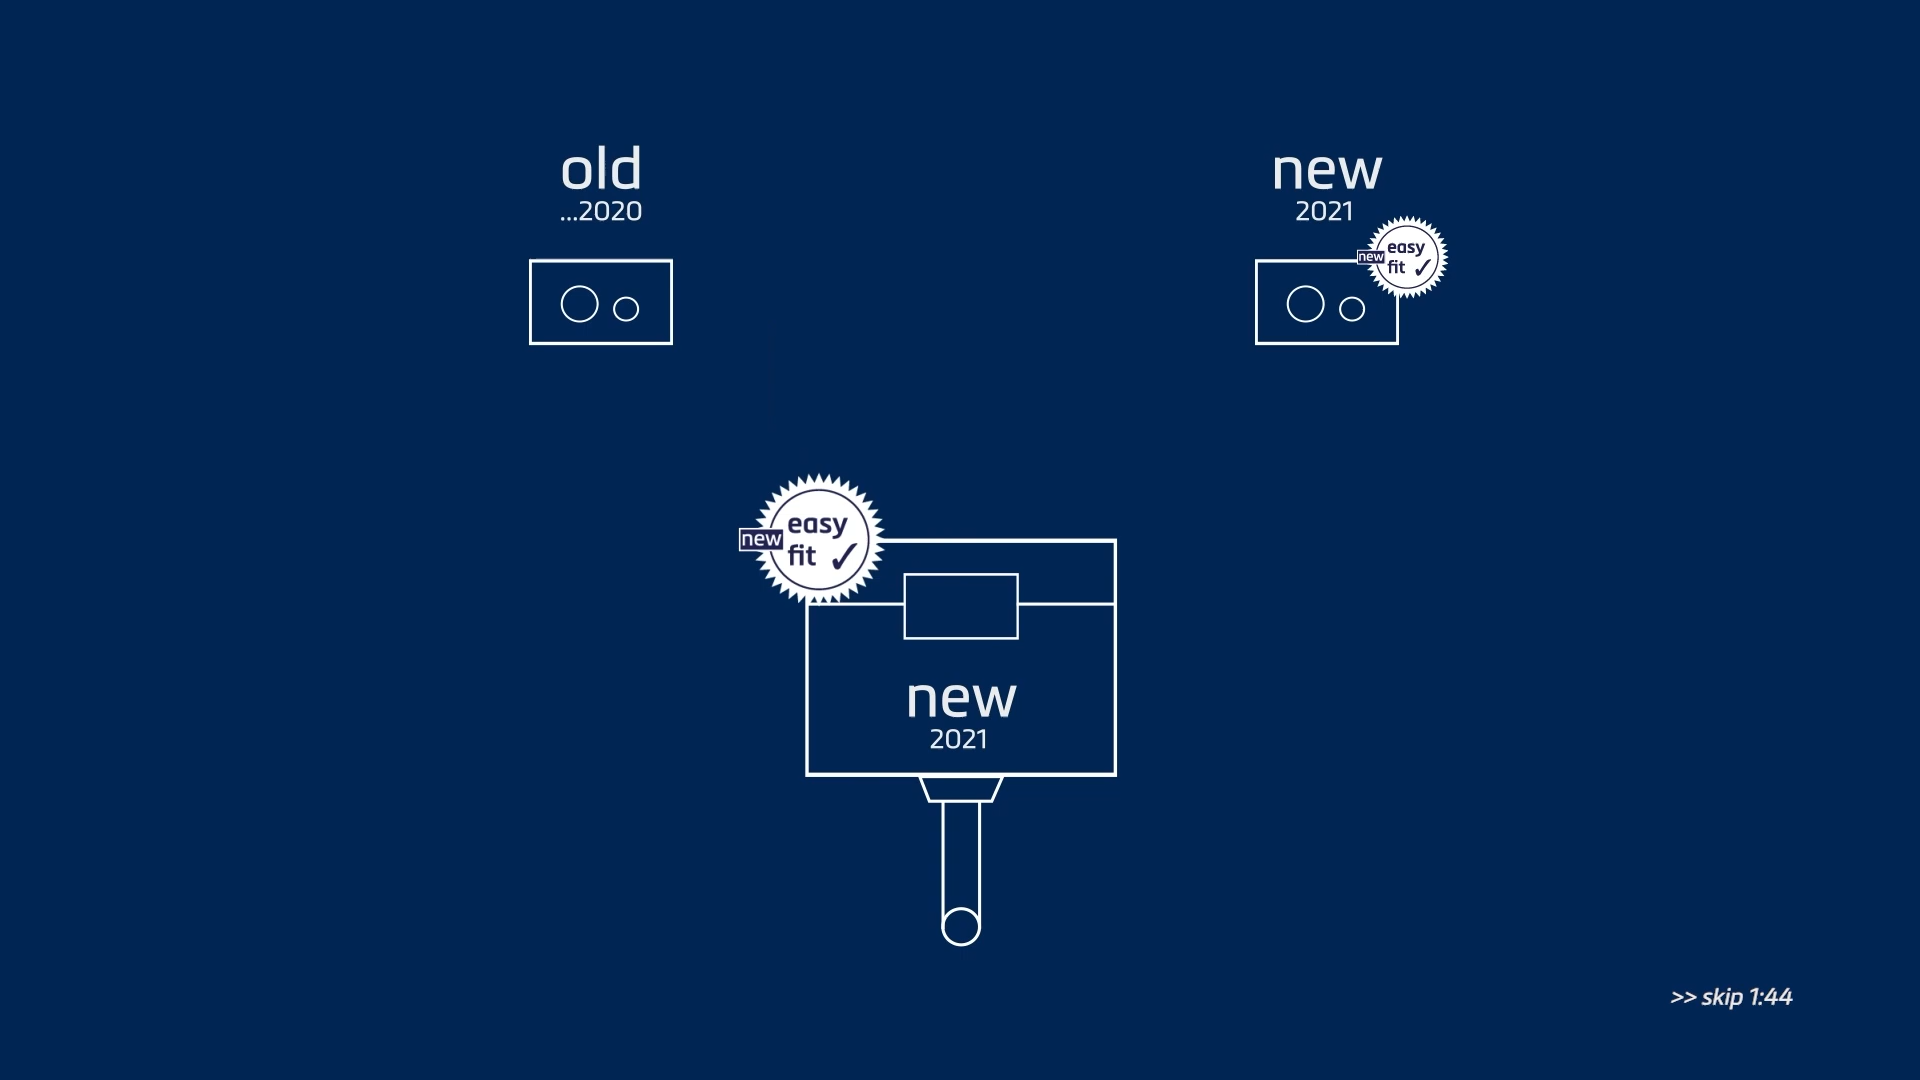 old
...2020
new
2021
new
easy
fit ✓
new
easy
fit ✓
new
2021
>> skip 1:44